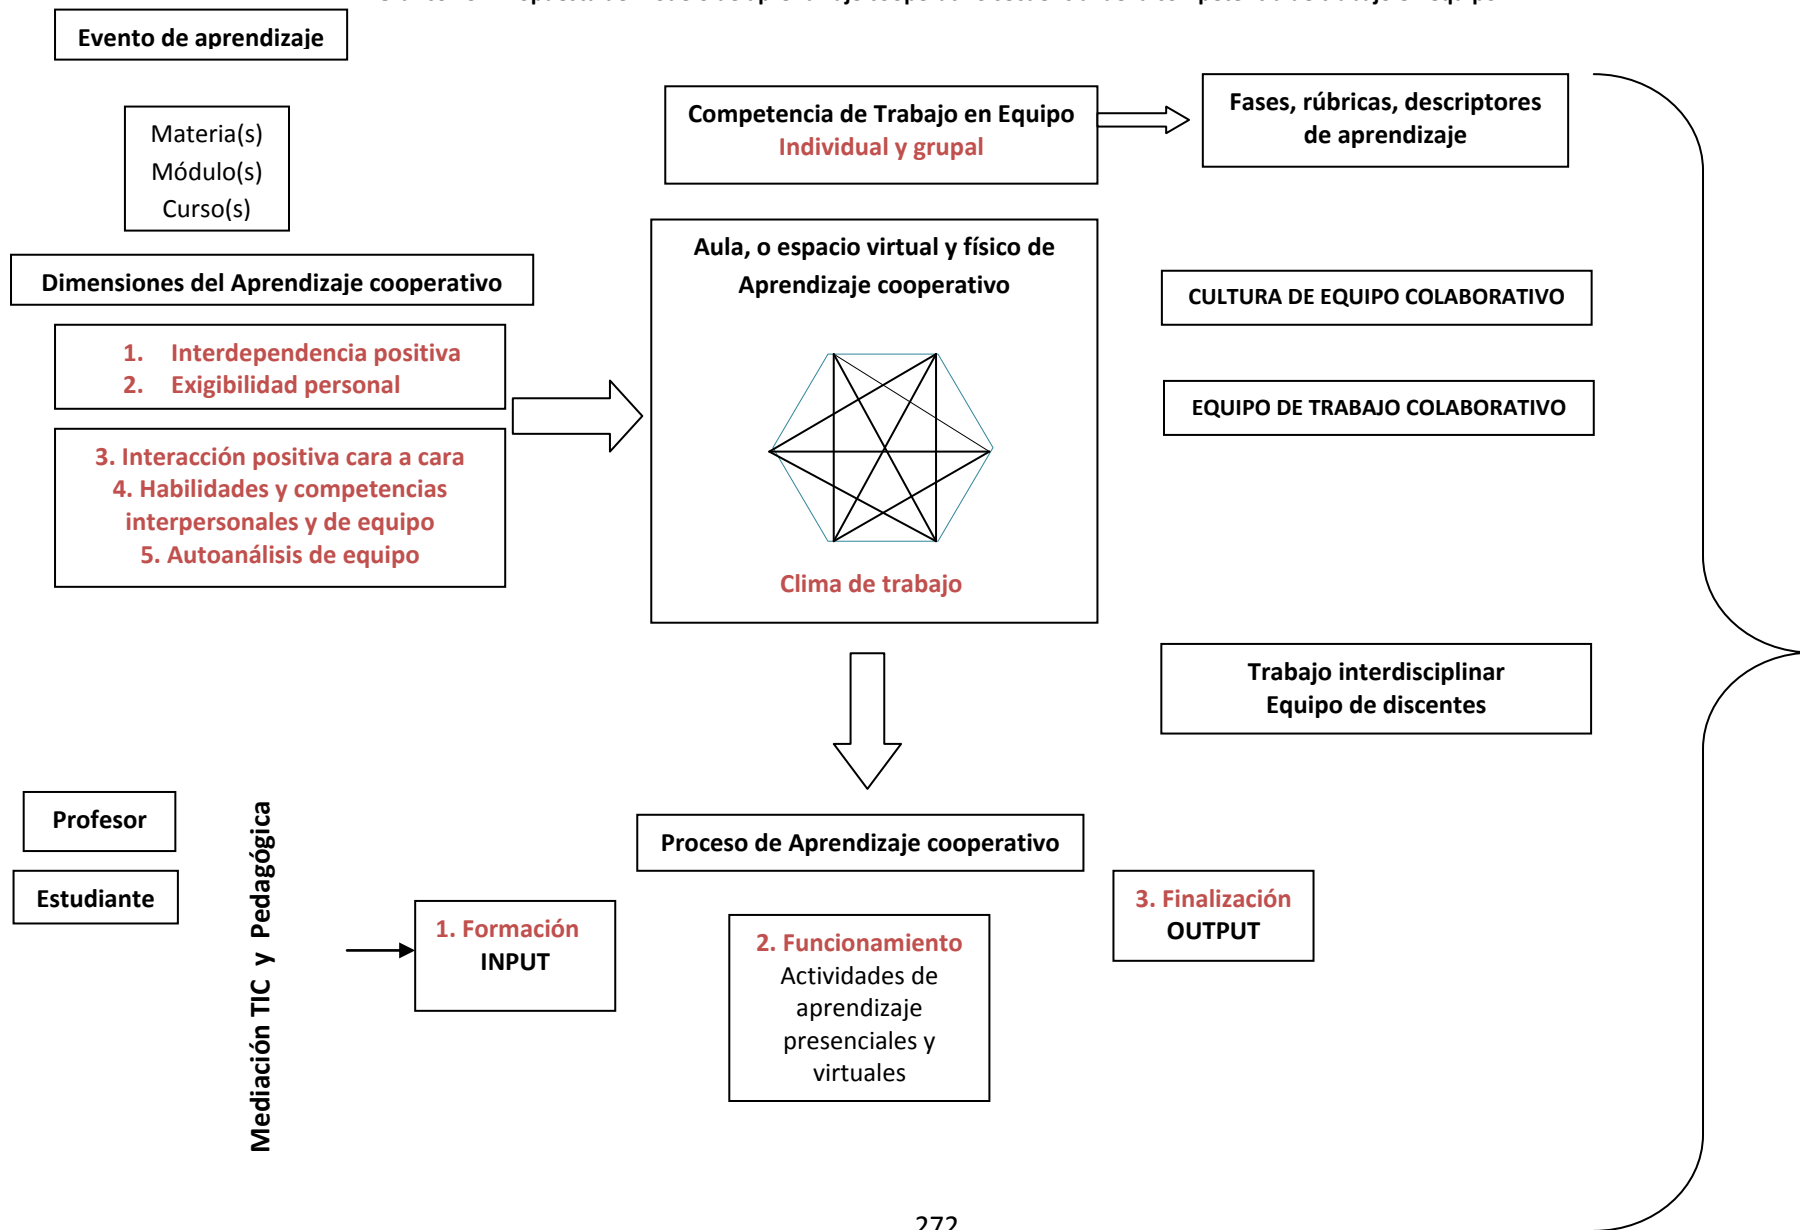 Evento de aprendizaje
Materia(s)
Módulo(s)
Curso(s)
Competencia de Trabajo en Equipo
Individual y grupal
Fases, rúbricas, descriptores
de aprendizaje
Dimensiones del Aprendizaje cooperativo
1. Interdependencia positiva
2. Exigibilidad personal
3. Interacción positiva cara a cara
4. Habilidades y competencias
interpersonales y de equipo
5. Autoanálisis de equipo
Aula, o espacio virtual y físico de
Aprendizaje cooperativo
Clima de trabajo
CULTURA DE EQUIPO COLABORATIVO
EQUIPO DE TRABAJO COLABORATIVO
Trabajo interdisciplinar
Equipo de discentes
Profesor
Estudiante
Mediación TIC y Pedagógica
Proceso de Aprendizaje cooperativo
1. Formación
INPUT
2. Funcionamiento
Actividades de
aprendizaje
presenciales y
virtuales
3. Finalización
OUTPUT
272